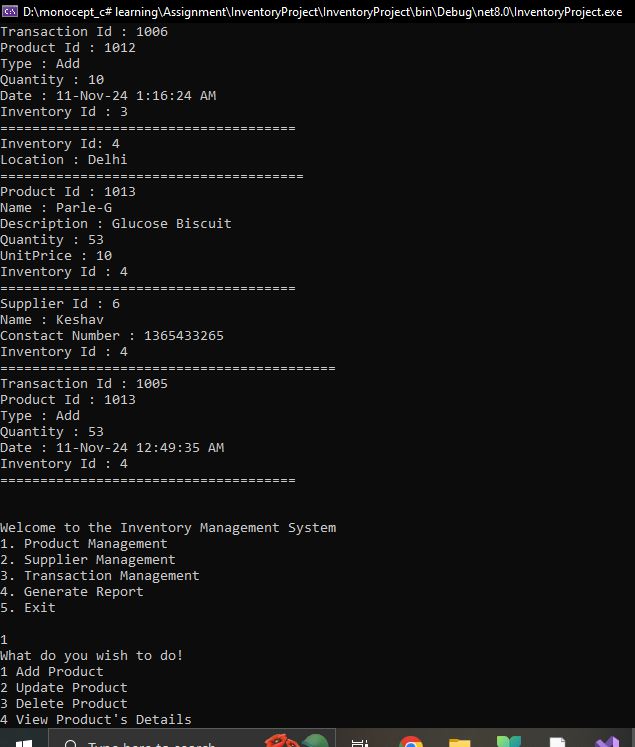 D:\monocept_c# learning\Assignment\InventoryProject\InventoryProject\bin\Debug\net8.0\InventoryProject.exe
Transaction Id : 1006
Product Id : 1012
Type : Add
Quantity : 10
Date : 11-Nov-24 1:16:24 AM
Inventory Id : 3
=====================================
Inventory Id: 4
Location : Delhi
======================================
Product Id : 1013
Name : Parle-G
Description : Glucose Biscuit
Quantity : 53
UnitPrice : 10
Inventory Id : 4
=====================================
Supplier Id : 6
Name : Keshav
Constact Number : 1365433265
Inventory Id : 4
==========================================
Transaction Id : 1005
Product Id : 1013
Type : Add
Quantity : 53
Date : 11-Nov-24 12:49:35 AM
Inventory Id : 4
=====================================
Welcome to the Inventory Management System
1. Product Management
2. Supplier Management
3. Transaction Management
4. Generate Report
5. Exit
1
What do you wish to do!
1 Add Product
2 Update Product
3 Delete Product
4 View Product's Details
Type here to search